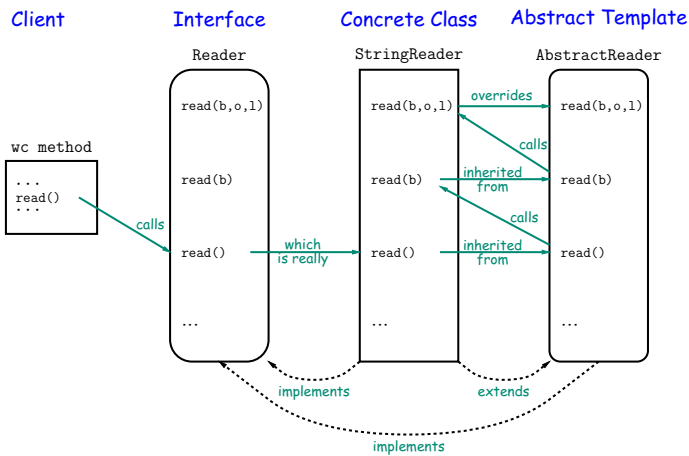 Client Interface Concrete Class Abstract Template
Reader StringReader AbstractReader
read(b,o,l) read(b,o,l) overrides read(b,o,l)
wc method
calls
...
read()
...
read(b) read(b) inherited from read(b)
calls
calls
read() which is really read() inherited from read()
... ... ...
implements extends
implements